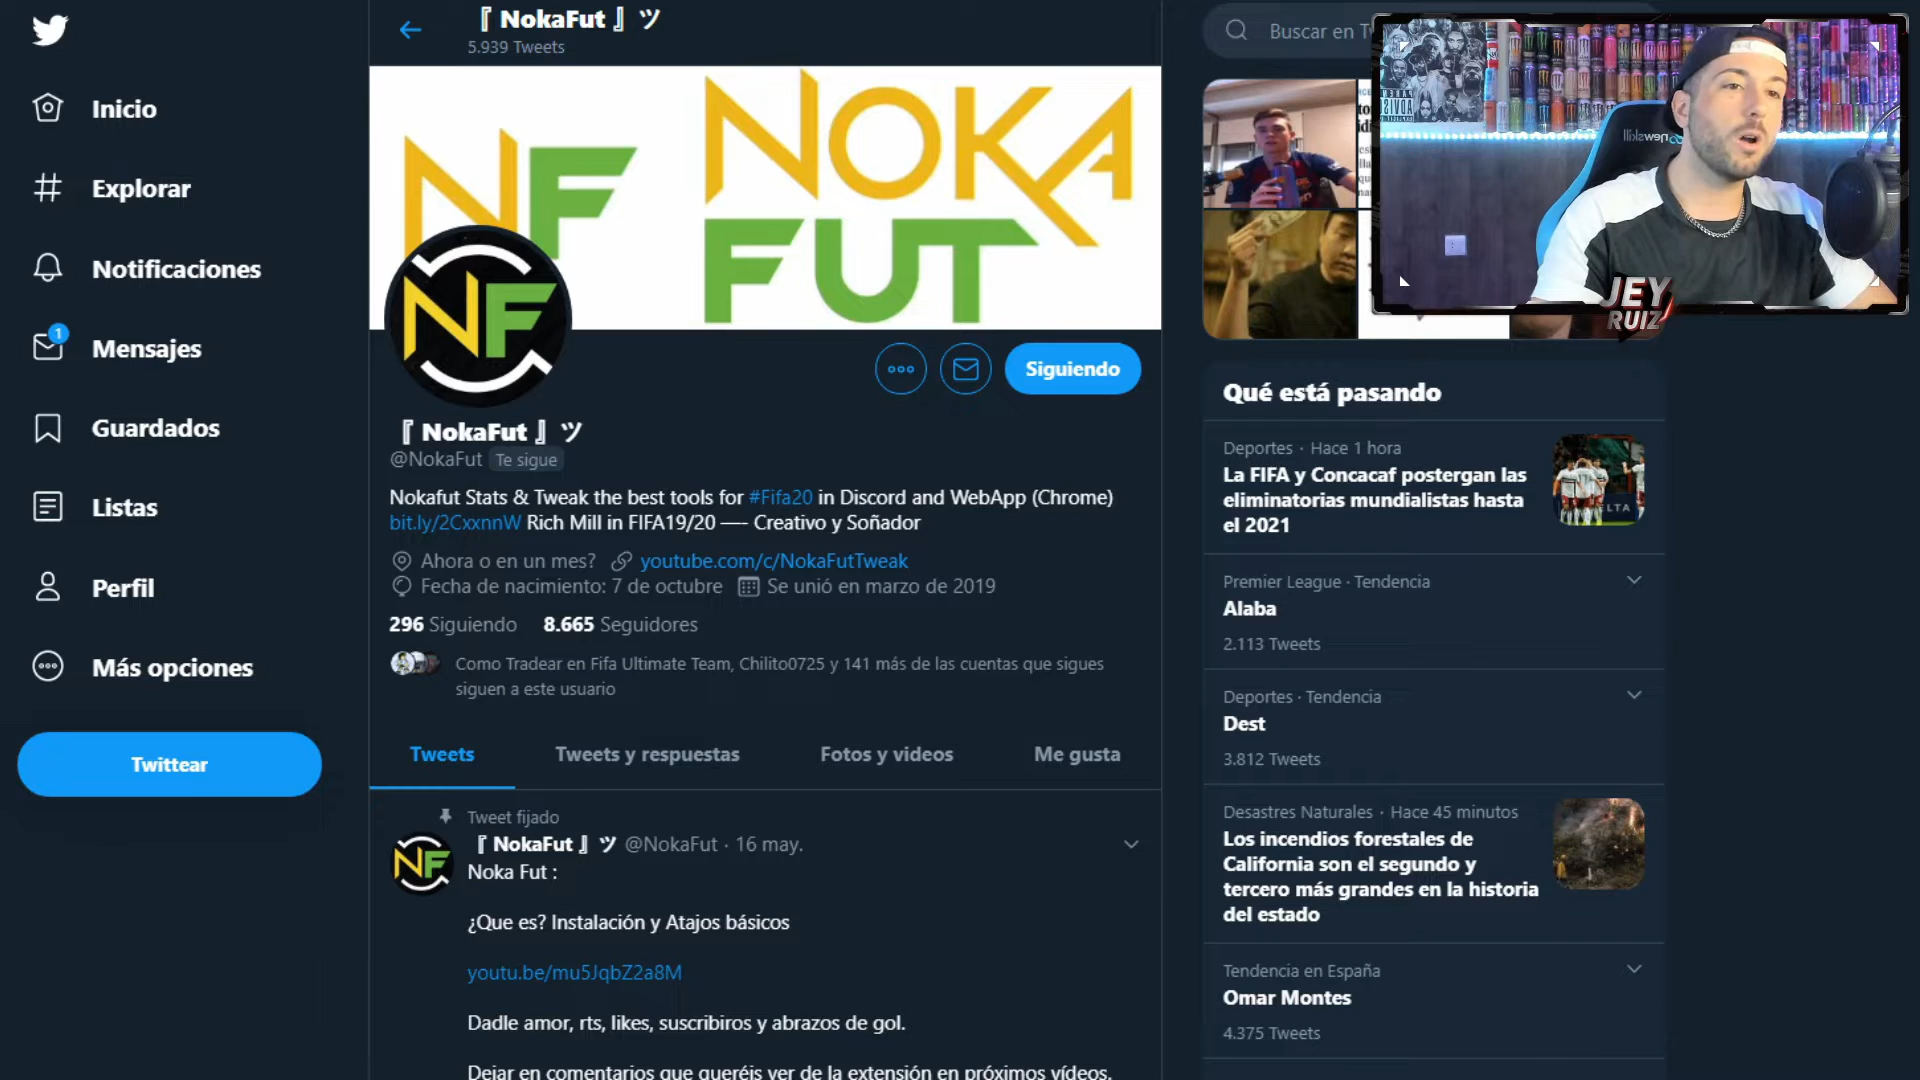 『 NokaFut 』ツ
5.939 Tweets
Inicio
Explorar
Notificaciones
1
Mensajes
Guardados
Listas
Perfil
Más opciones
Twittear
NF
NOKA
FUT
NF
Siguiendo
『 NokaFut 』ツ
@NokaFut Te sigue
Nokafut Stats & Tweak the best tools for #Fifa20 in Discord and WebApp (Chrome)
bit.ly/2CxxnnW Rich Mill in FIFA19/20 —- Creativo y Soñador
Ahora o en un mes? youtube.com/c/NokaFutTweak
Fecha de nacimiento: 7 de octubre Se unió en marzo de 2019
296 Siguiendo 8.665 Seguidores
Como Tradear en Fifa Ultimate Team, Chilito0725 y 141 más de las cuentas que sigues
siguen a este usuario
Tweets Tweets y respuestas Fotos y videos Me gusta
Tweet fijado
NF
『 NokaFut 』ツ @NokaFut · 16 may.
Noka Fut :
¿Que es? Instalación y Atajos básicos
youtu.be/mu5JqbZ2a8M
Dadle amor, rts, likes, suscribiros y abrazos de gol.
Dejar en comentarios que queréis ver de la extensión en próximos vídeos.
Buscar en
newskill
JEY
RUIZ
Qué está pasando
Deportes · Hace 1 hora
La FIFA y Concacaf postergan las
eliminatorias mundialistas hasta
el 2021
Premier League · Tendencia
Alaba
2.113 Tweets
Deportes · Tendencia
Dest
3.812 Tweets
Desastres Naturales · Hace 45 minutos
Los incendios forestales de
California son el segundo y
tercero más grandes en la historia
del estado
Tendencia en España
Omar Montes
4.375 Tweets